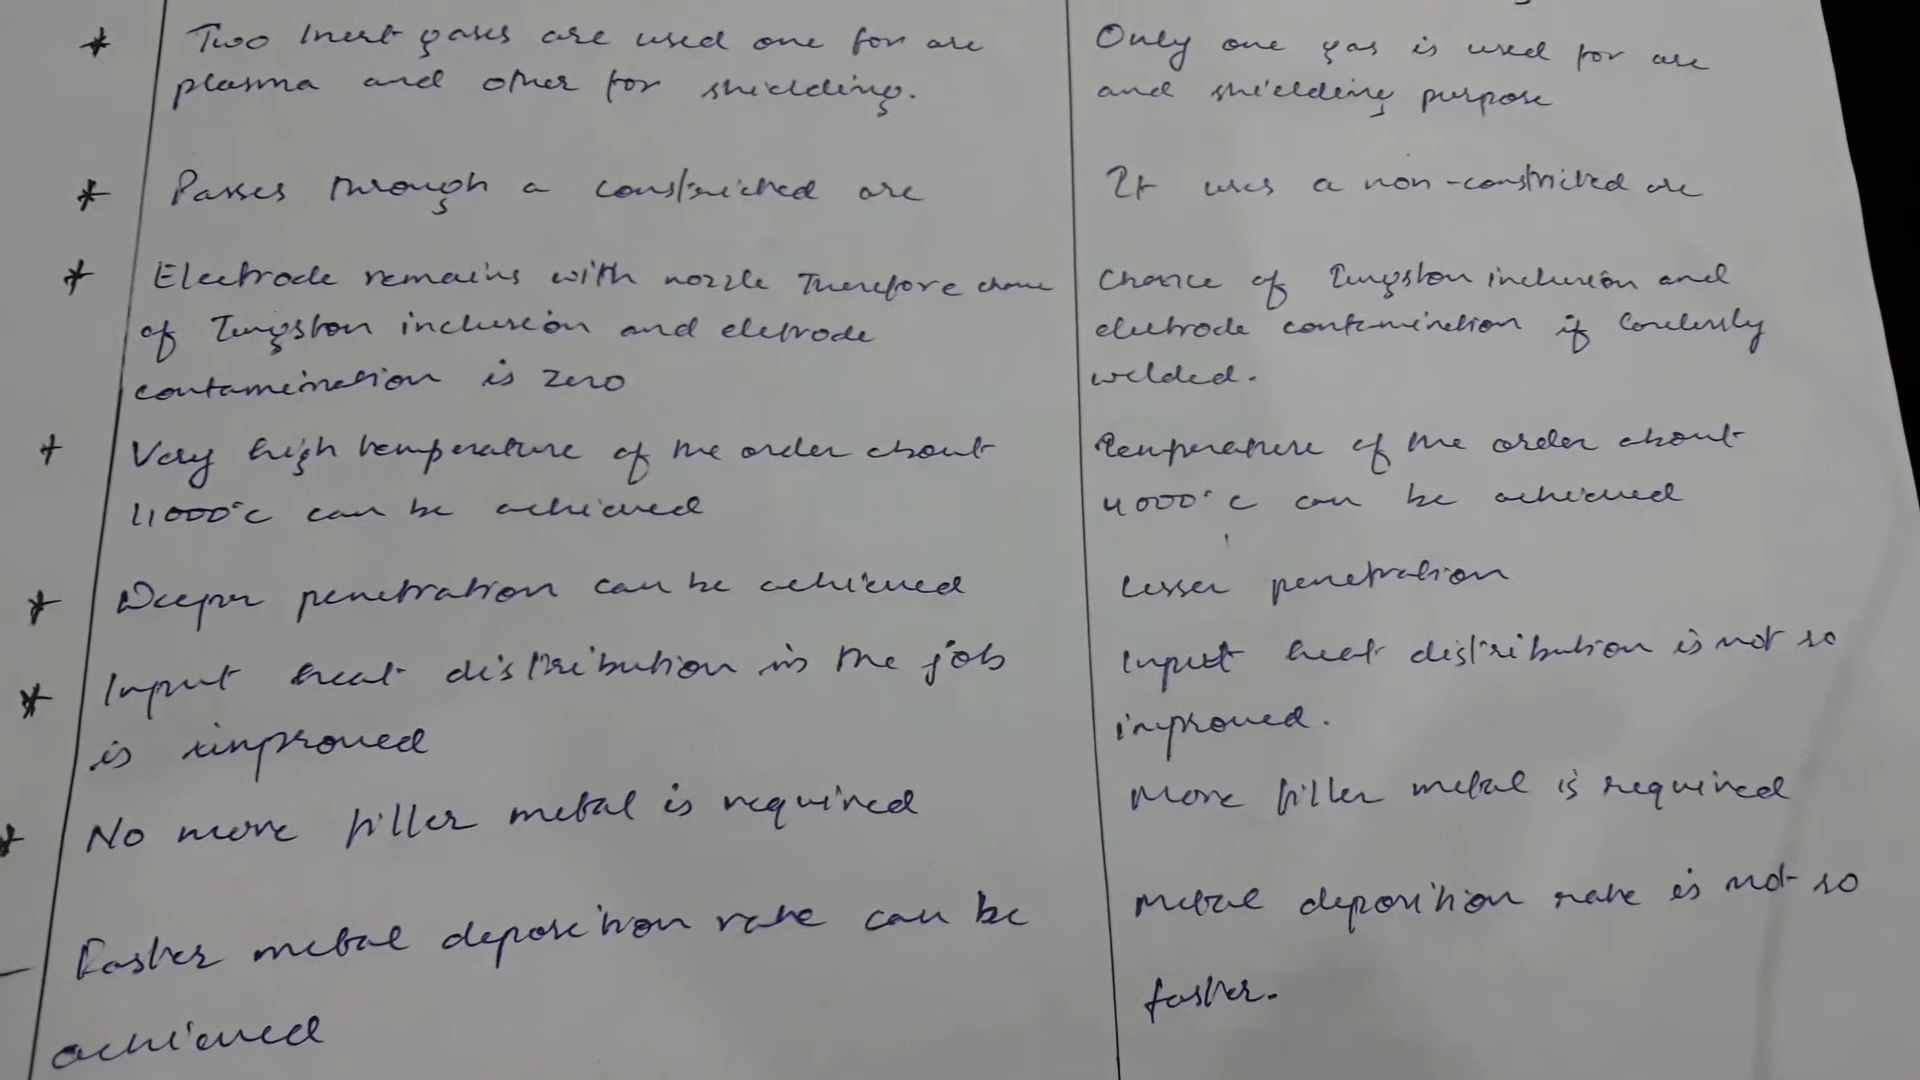 * Two Inert gases are used one for arc
plasma and other for shielding.
* Passes through a constricted arc
* Electrode remains with nozzle Therefore chance
of Tungston inclusion and eletrode
contamination is zero
* Very high temperature of the order about
11000°c can be achieved
* Deeper penetration can be achieved
* Input heat distribution in the job
is improved
* No more filler metal is required
Faster metal deposition rate can be
achieved
Only one gas is used for arc
and shielding purpose
It uses a non-constricted arc
Chance of Tungston inclusion and
electrode contamination if Carelessly
welded.
Temperature of the order about
4000°c can be achieved
Lesser penetration
Input heat distribution is not so
improved.
More filler metal is required
Metal deposition rate is not so
faster.